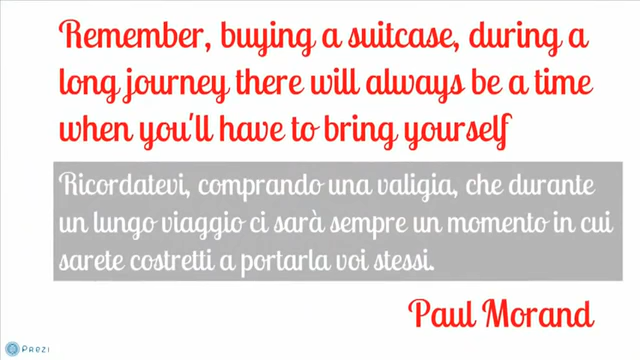 Remember, buying a suitcase, during a
long journey there will always be a time
when you'll have to bring yourself
Ricordatevi, comprando una valigia, che durante
un lungo viaggio ci sarà sempre un momento in cui
sarete costretti a portarla voi stessi.
Paul Morand
Prezi